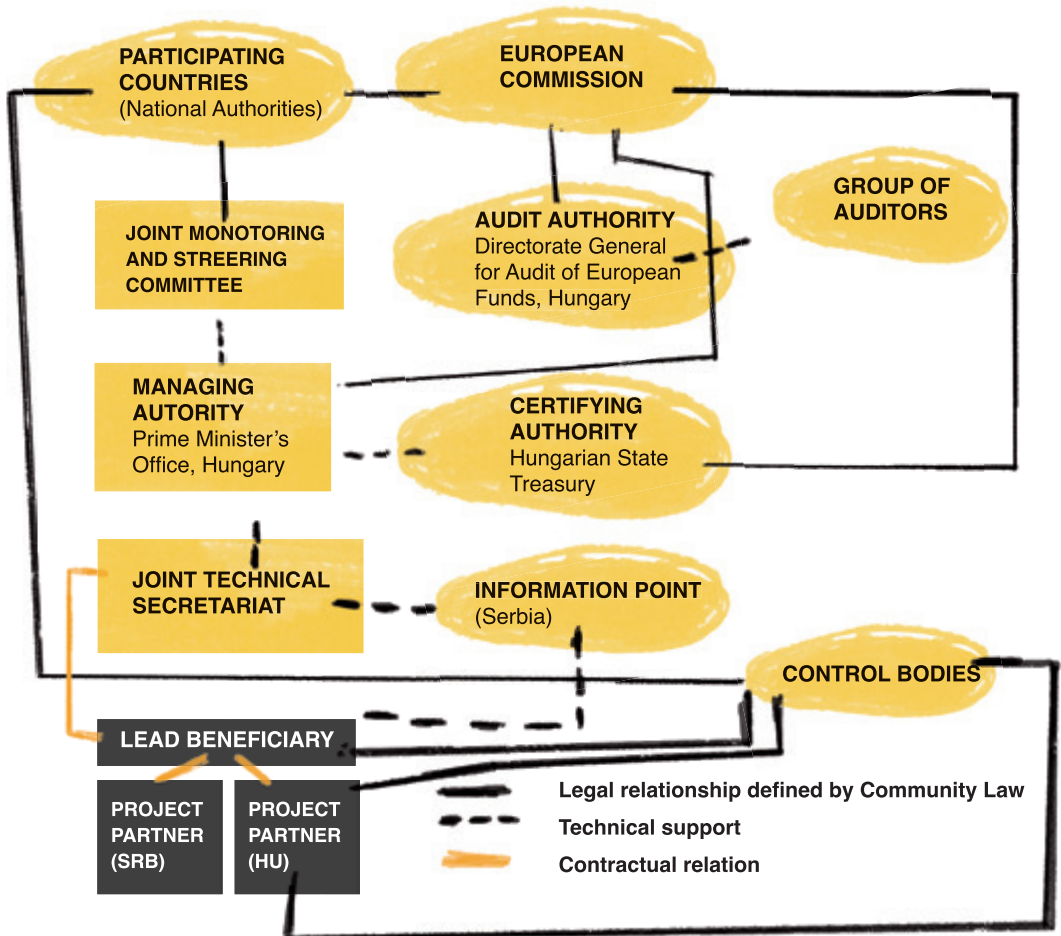 PARTICIPATING
COUNTRIES
(National Authorities)
EUROPEAN
COMMISSION
GROUP OF
AUDITORS
JOINT MONOTORING
AND STREERING
COMMITTEE
AUDIT AUTHORITY
Directorate General
for Audit of European
Funds, Hungary
MANAGING
AUTORITY
Prime Minister’s
Office, Hungary
CERTIFYING
AUTHORITY
Hungarian State
Treasury
JOINT TECHNICAL
SECRETARIAT
INFORMATION POINT
(Serbia)
CONTROL BODIES
LEAD BENEFICIARY
PROJECT
PARTNER
(SRB)
PROJECT
PARTNER
(HU)
Legal relationship defined by Community Law
Technical support
Contractual relation